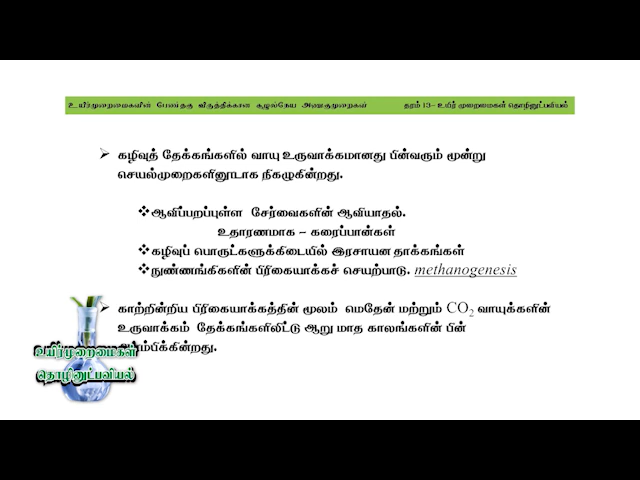 உயிர்முறைமைகளின் பேண்தகு விருத்திக்கான சூழல்நேய அணுகுமுறைகள் தரம் 13– உயிர் முறைமைகள் தொழினுட்பவியல்
➢ கழிவுத் தேக்கங்களில் வாயு உருவாக்கமானது பின்வரும் மூன்று
செயல்முறைகளினூடாக நிகழுகின்றது.
❖ஆவிப்பறப்புள்ள சேர்வைகளின் ஆவியாதல்.
உதாரணமாக – கரைப்பான்கள்
❖கழிவுப் பொருட்களுக்கிடையில் இரசாயன தாக்கங்கள்
❖நுண்ணங்கிகளின் பிரிகையாக்கச் செயற்பாடு. methanogenesis
➢ காற்றின்றிய பிரிகையாக்கத்தின் மூலம் மெதேன் மற்றும் CO₂ வாயுக்களின்
உருவாக்கம் தேக்கங்களிலிட்டு ஆறு மாத காலங்களின் பின்
ஆரம்பிக்கின்றது.
உயிர்முறைமைகள்
தொழினுட்பவியல்